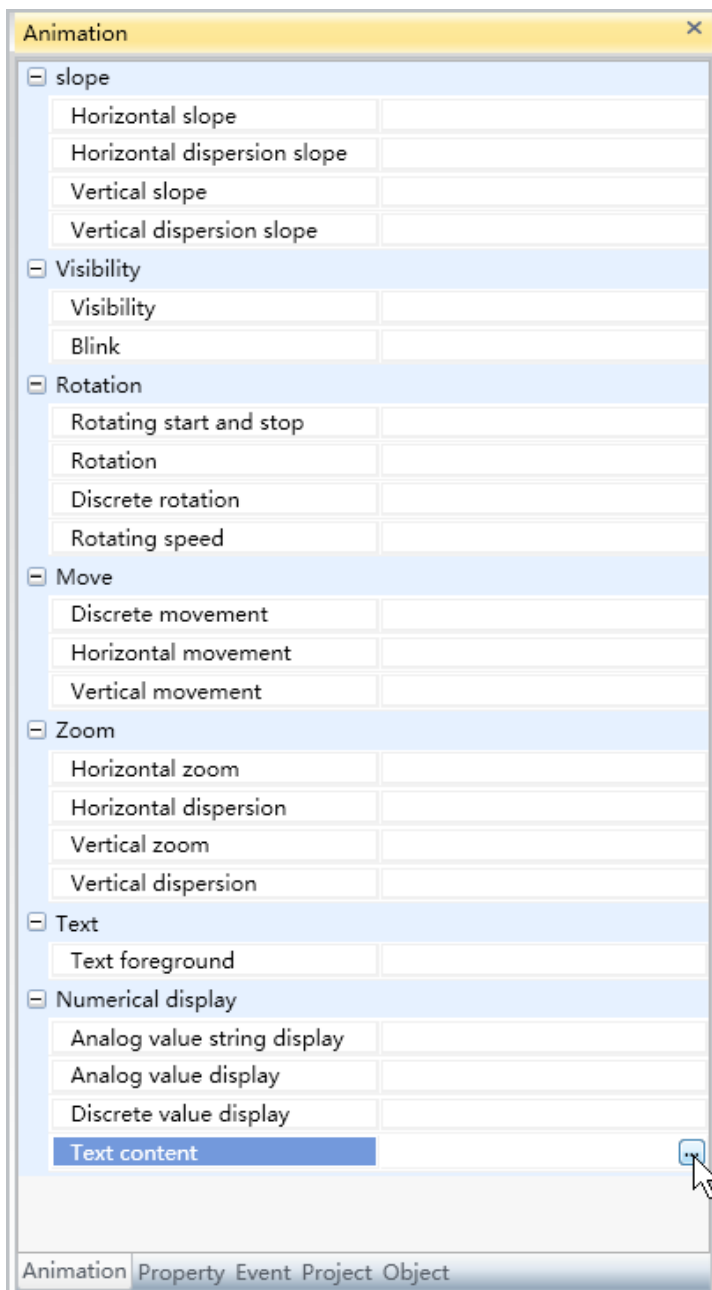 Animation
slope
Horizontal slope
Horizontal dispersion slope
Vertical slope
Vertical dispersion slope
Visibility
Visibility
Blink
Rotation
Rotating start and stop
Rotation
Discrete rotation
Rotating speed
Move
Discrete movement
Horizontal movement
Vertical movement
Zoom
Horizontal zoom
Horizontal dispersion
Vertical zoom
Vertical dispersion
Text
Text foreground
Numerical display
Analog value string display
Analog value display
Discrete value display
Text content ...
Animation Property Event Project Object